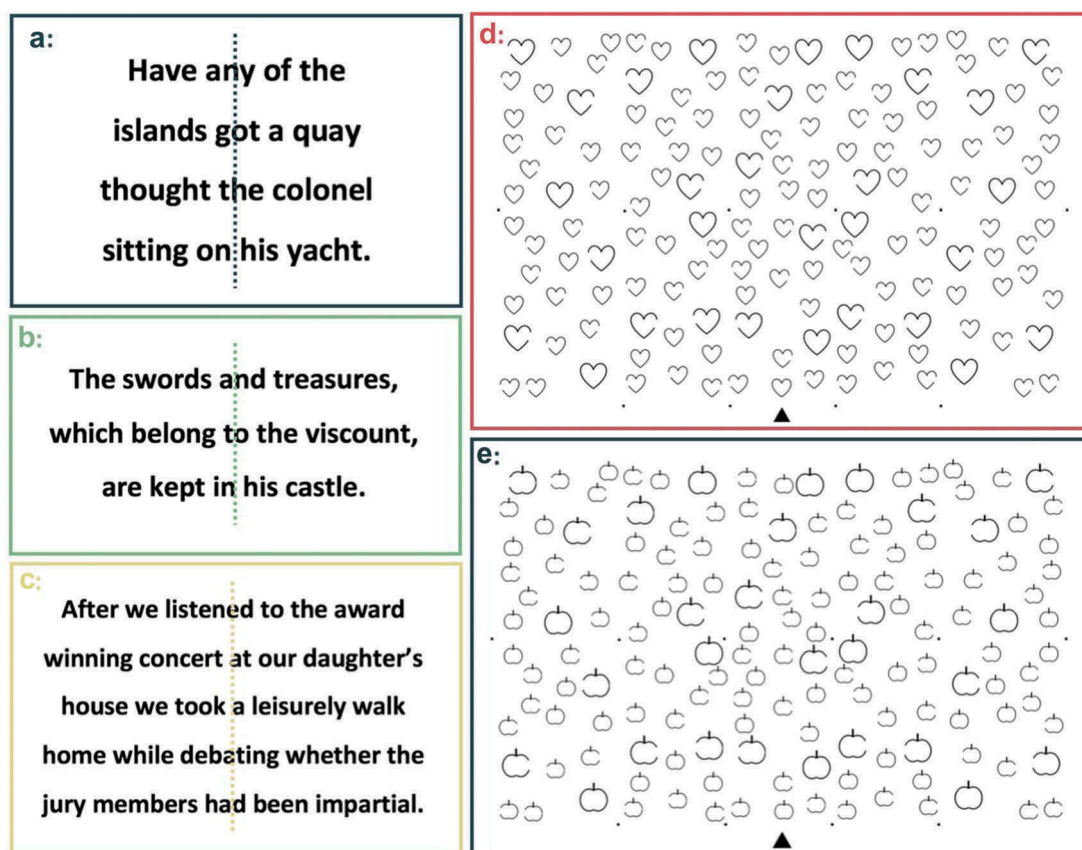 a:
Have any of the
islands got a quay
thought the colonel
sitting on his yacht.
b:
The swords and treasures,
which belong to the viscount,
are kept in his castle.
c:
After we listened to the award
winning concert at our daughter's
house we took a leisurely walk
home while debating whether the
jury members had been impartial.
d:
e: